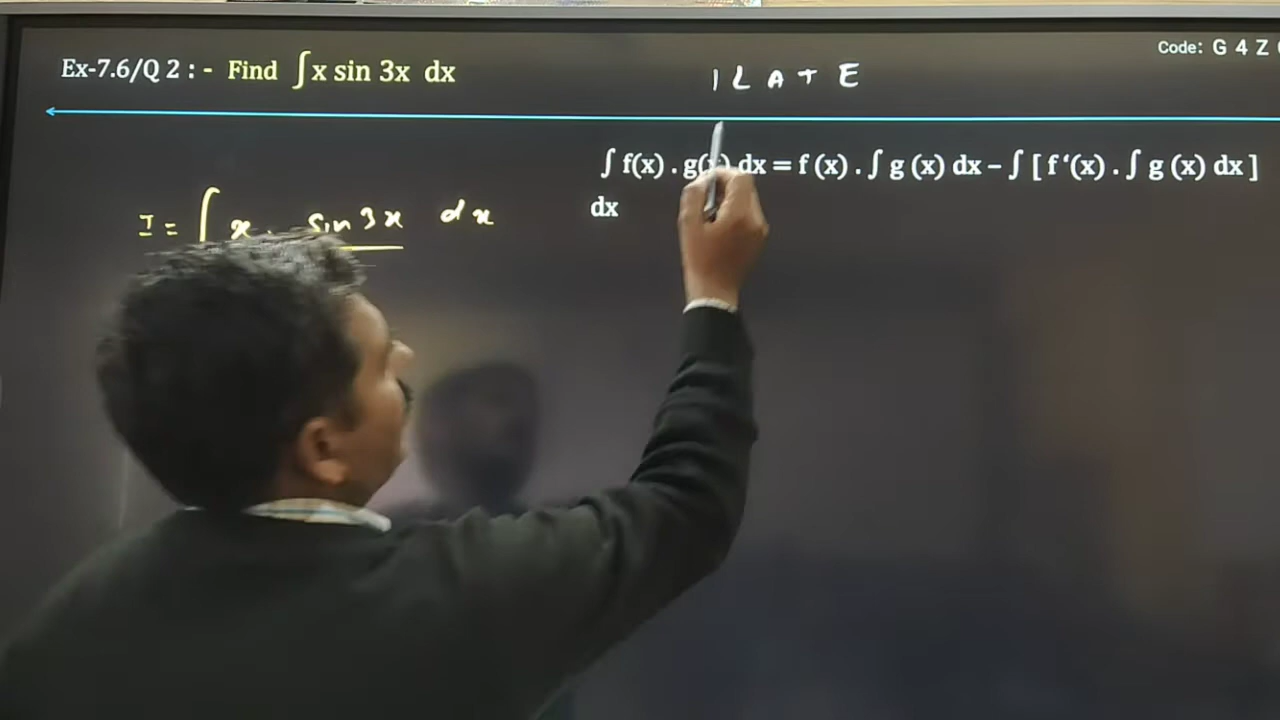 Code: G 4 Z
Ex-7.6/Q 2 : - Find ∫x sin 3x dx
I L A T E
∫ f(x) . g(x) dx = f (x) . ∫ g (x) dx – ∫ [ f ‘(x) . ∫ g (x) dx ]
dx
I = ∫ x . sin 3x dx